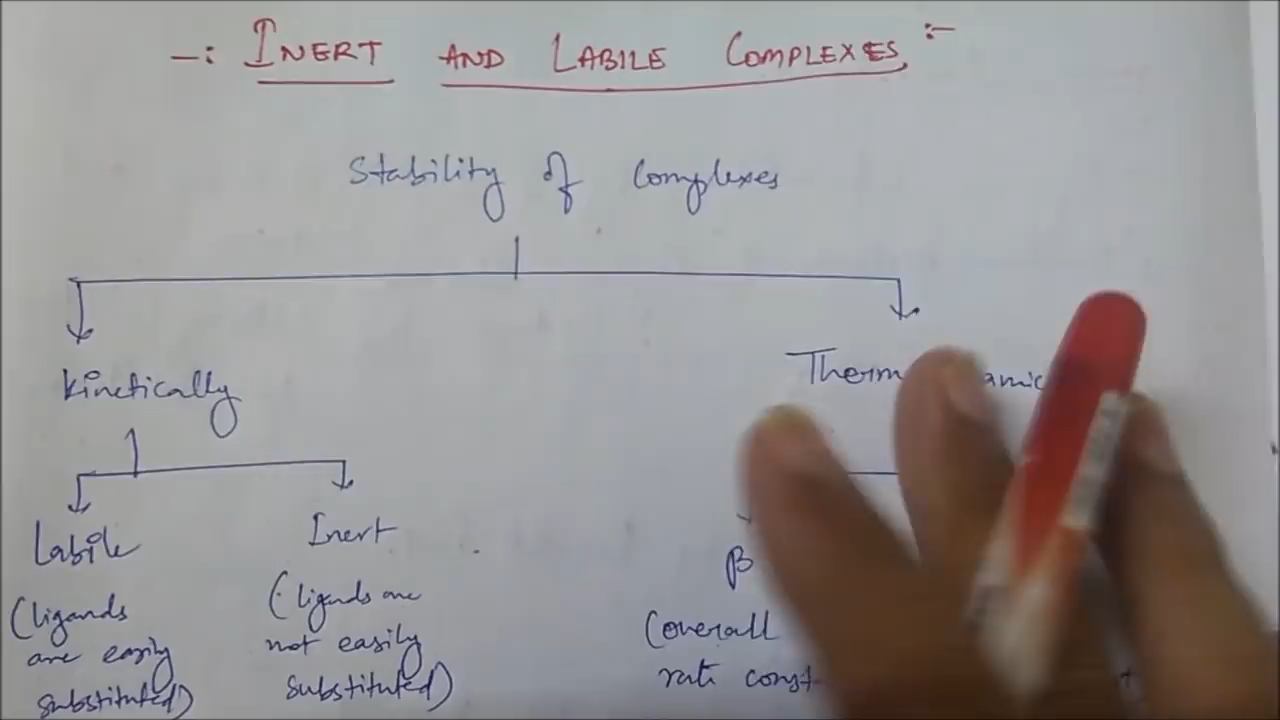 -: INERT AND LABILE COMPLEXES :-
Stability of Complexes
Kinetically
Labile
(ligands
are easily
substituted)
Inert
(ligands are
not easily
substituted)
Therm amic
β
(overall
rate const